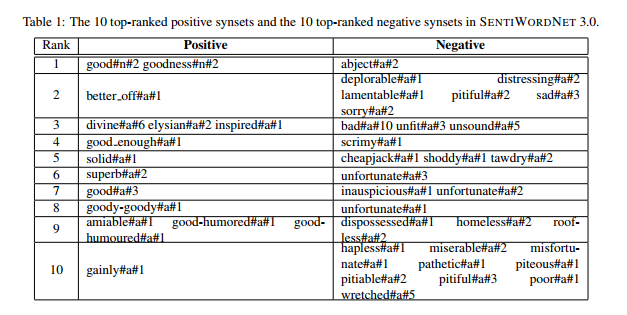 Table 1: The 10 top-ranked positive synsets and the 10 top-ranked negative synsets in SENTIWORDNET 3.0.
Rank Positive Negative
1 good#n#2 goodness#n#2 abject#a#2
deplorable#a#1 distressing#a#2
2 better_off#a#1 lamentable#a#1 pitiful#a#2 sad#a#3
sorry#a#2
3 divine#a#6 elysian#a#2 inspired#a#1 bad#a#10 unfit#a#3 unsound#a#5
4 good_enough#a#1 scrimy#a#1
5 solid#a#1 cheapjack#a#1 shoddy#a#1 tawdry#a#2
6 superb#a#2 unfortunate#a#3
7 good#a#3 inauspicious#a#1 unfortunate#a#2
8 goody-goody#a#1 unfortunate#a#1
9 amiable#a#1 good-humored#a#1 good- dispossessed#a#1 homeless#a#2 roof-
humoured#a#1 less#a#2
hapless#a#1 miserable#a#2 misfortu-
nate#a#1 pathetic#a#1 piteous#a#1
10 gainly#a#1 pitiable#a#2 pitiful#a#3 poor#a#1
wretched#a#5